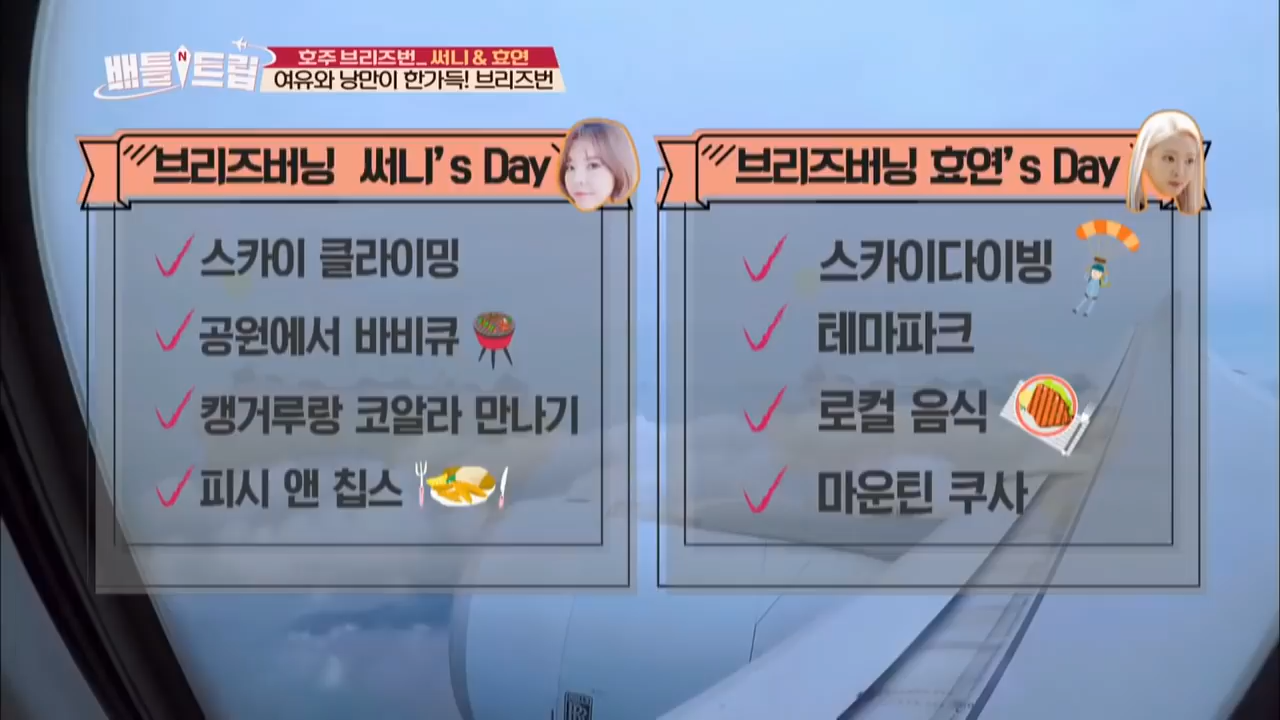 배틀트립
N
호주 브리즈번_ 써니 & 효연
여유와 낭만이 한가득! 브리즈번
브리즈버닝 써니's Day
스카이 클라이밍
공원에서 바비큐
캥거루랑 코알라 만나기
피시 앤 칩스
브리즈버닝 효연's Day
스카이다이빙
테마파크
로컬 음식
마운틴 쿠사